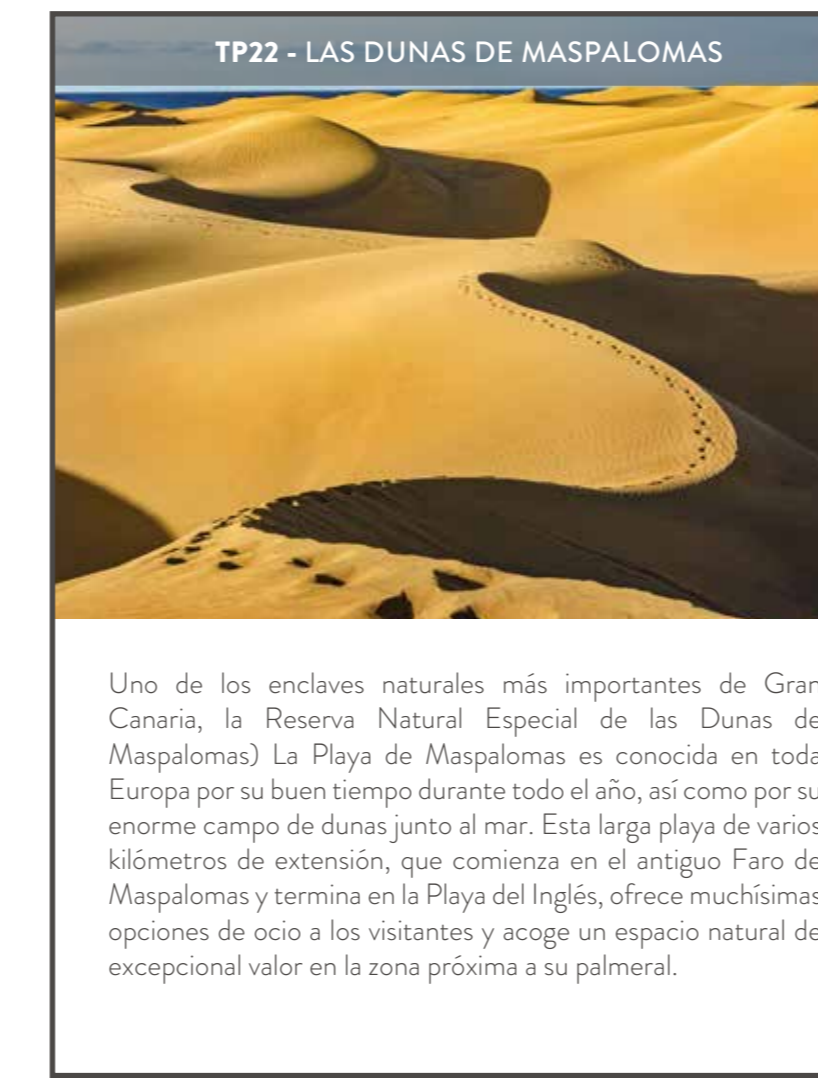 TP22 - LAS DUNAS DE MASPALOMAS
Uno de los enclaves naturales más importantes de Gran
Canaria, la Reserva Natural Especial de las Dunas de
Maspalomas) La Playa de Maspalomas es conocida en toda
Europa por su buen tiempo durante todo el año, así como por su
enorme campo de dunas junto al mar. Esta larga playa de varios
kilómetros de extensión, que comienza en el antiguo Faro de
Maspalomas y termina en la Playa del Inglés, ofrece muchísimas
opciones de ocio a los visitantes y acoge un espacio natural de
excepcional valor en la zona próxima a su palmeral.